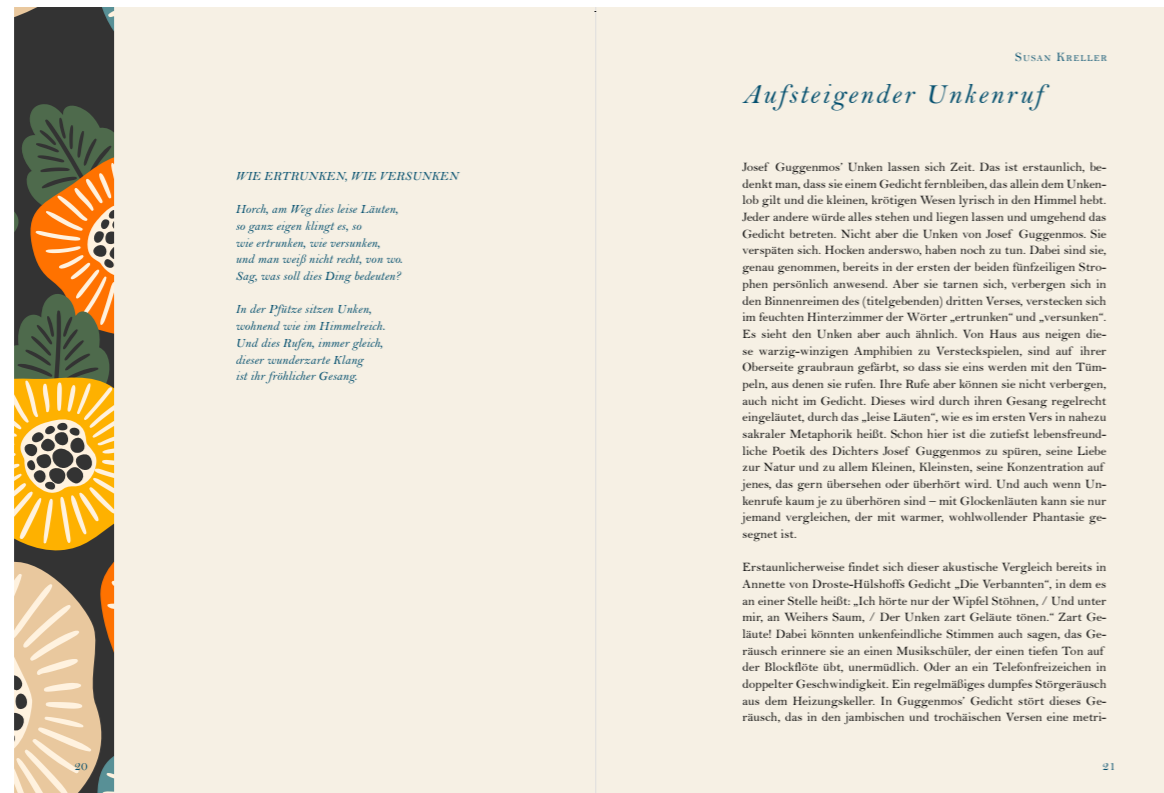 WIE ERTRUNKEN, WIE VERSUNKEN
Horch, am Weg dies leise Läuten,
so ganz eigen klingt es, so
wie ertrunken, wie versunken,
und man weiß nicht recht, von wo.
Sag, was soll dies Ding bedeuten?
In der Pfütze sitzen Unken,
wohnend wie im Himmelreich.
Und dies Rufen, immer gleich,
dieser wunderzarte Klang
ist ihr fröhlicher Gesang.
20
SUSAN KRELLER
Aufsteigender Unkenruf
Josef Guggenmos’ Unken lassen sich Zeit. Das ist erstaunlich, be-
denkt man, dass sie einem Gedicht fernbleiben, das allein dem Unken-
lob gilt und die kleinen, krötigen Wesen lyrisch in den Himmel hebt.
Jeder andere würde alles stehen und liegen lassen und umgehend das
Gedicht betreten. Nicht aber die Unken von Josef Guggenmos. Sie
verspäten sich. Hocken anderswo, haben noch zu tun. Dabei sind sie,
genau genommen, bereits in der ersten der beiden fünfzeiligen Stro-
phen persönlich anwesend. Aber sie tarnen sich, verbergen sich in
den Binnenreimen des (titelgebenden) dritten Verses, verstecken sich
im feuchten Hinterzimmer der Wörter „ertrunken“ und „versunken“.
Es sieht den Unken aber auch ähnlich. Von Haus aus neigen die-
se warzig-winzigen Amphibien zu Versteckspielen, sind auf ihrer
Oberseite graubraun gefärbt, so dass sie eins werden mit den Tüm-
peln, aus denen sie rufen. Ihre Rufe aber können sie nicht verbergen,
auch nicht im Gedicht. Dieses wird durch ihren Gesang regelrecht
eingeläutet, durch das „leise Läuten“, wie es im ersten Vers in nahezu
sakraler Metaphorik heißt. Schon hier ist die zutiefst lebensfreund-
liche Poetik des Dichters Josef Guggenmos zu spüren, seine Liebe
zur Natur und zu allem Kleinen, Kleinsten, seine Konzentration auf
jenes, das gern übersehen oder überhört wird. Und auch wenn Un-
kenrufe kaum je zu überhören sind – mit Glockenläuten kann sie nur
jemand vergleichen, der mit warmer, wohlwollender Phantasie ge-
segnet ist.
Erstaunlicherweise findet sich dieser akustische Vergleich bereits in
Annette von Droste-Hülshoffs Gedicht „Die Verbannten“, in dem es
an einer Stelle heißt: „Ich hörte nur der Wipfel Stöhnen, / Und unter
mir, an Weihers Saum, / Der Unken zart Geläute tönen.“ Zart Ge-
läute! Dabei könnten unkenfeindliche Stimmen auch sagen, das Ge-
räusch erinnere sie an einen Musikschüler, der einen tiefen Ton auf
der Blockflöte übt, unermüdlich. Oder an ein Telefonfreizeichen in
doppelter Geschwindigkeit. Ein regelmäßiges dumpfes Störgeräusch
aus dem Heizungskeller. In Guggenmos’ Gedicht stört dieses Ge-
räusch, das in den jambischen und trochäischen Versen eine metri-
21